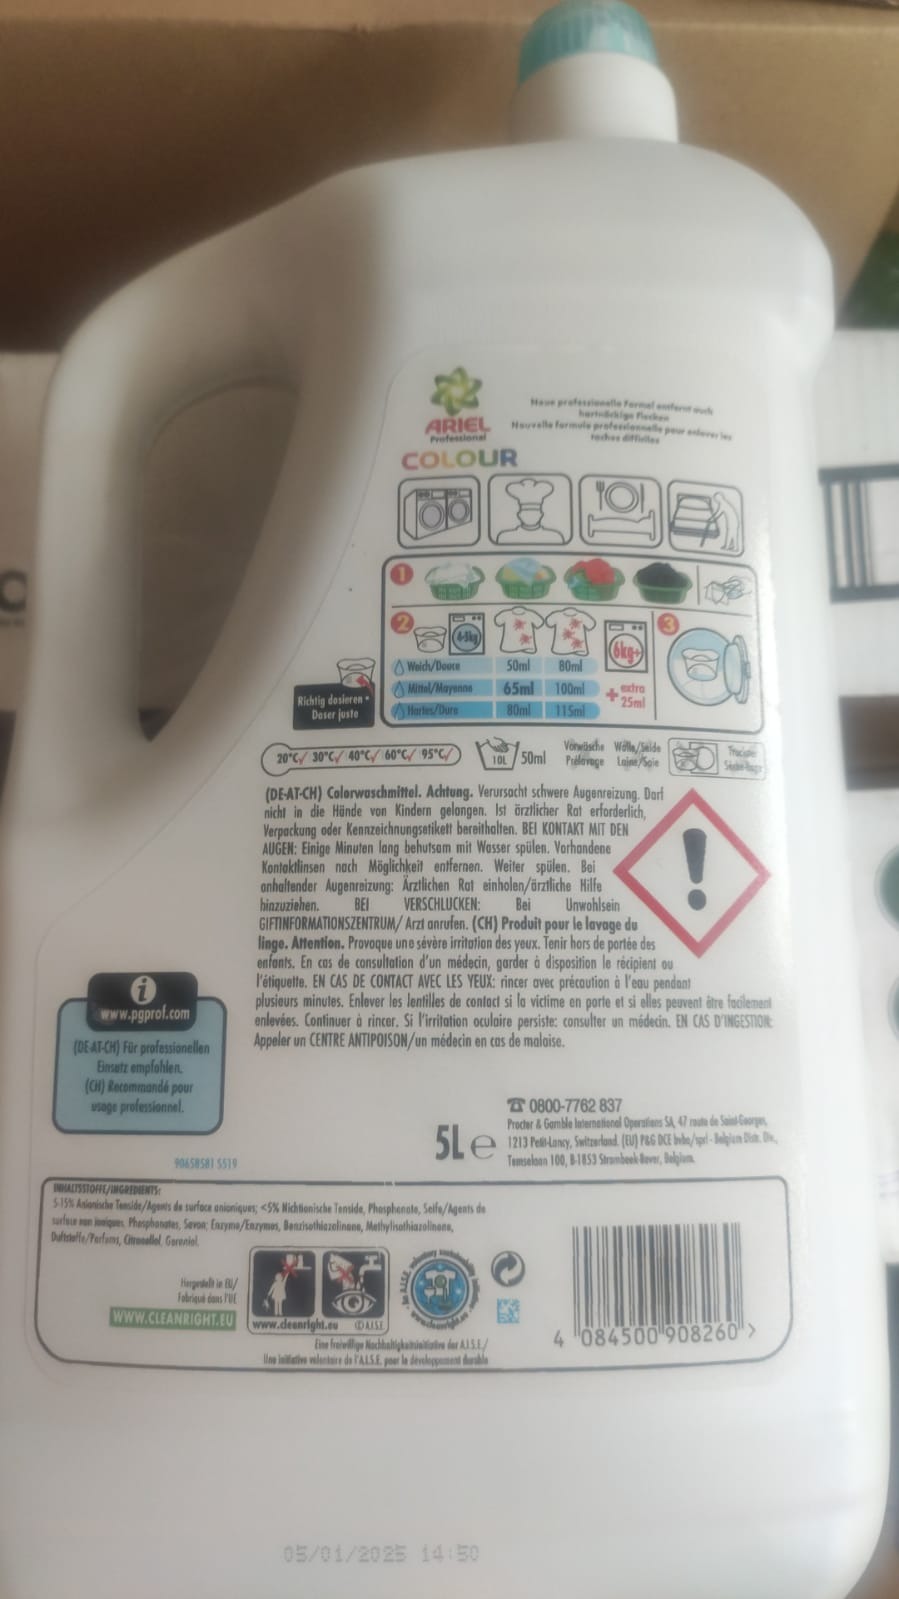 ARIEL
Professional
COLOUR
Neue professionelle Formel entfernt auch
hartnäckige Flecken
Nouvelle formule professionnelle pour enlever les
taches difficiles
1
2
4-5kg
6kg+
3
Weich/Douce 50ml 80ml
Mittel/Moyenne 65ml 100ml
Hartes/Dure 80ml 115ml
+ extra
25ml
Richtig dosieren •
Doser juste
20°C 30°C 40°C 60°C 95°C
10L 50ml
Vorwäsche Wolle/Seide
Prélavage Laine/Soie
(DE-AT-CH) Colorwaschmittel. Achtung. Verursacht schwere Augenreizung. Darf
nicht in die Hände von Kindern gelangen. Ist ärztlicher Rat erforderlich,
Verpackung oder Kennzeichnungsetikett bereithalten. BEI KONTAKT MIT DEN
AUGEN: Einige Minuten lang behutsam mit Wasser spülen. Vorhandene
Kontaktlinsen nach Möglichkeit entfernen. Weiter spülen. Bei
anhaltender Augenreizung: Ärztlichen Rat einholen/ärztliche Hilfe
hinzuziehen. BEI VERSCHLUCKEN: Bei Unwohlsein
GIFTINFORMATIONSZENTRUM/ Arzt anrufen. (CH) Produit pour le lavage du
linge. Attention. Provoque une sévère irritation des yeux. Tenir hors de portée des
enfants. En cas de consultation d'un médecin, garder à disposition le récipient ou
l'étiquette. EN CAS DE CONTACT AVEC LES YEUX: rincer avec précaution à l'eau pendant
plusieurs minutes. Enlever les lentilles de contact si la victime en porte et si elles peuvent être facilement
enlevées. Continuer à rincer. Si l'irritation oculaire persiste: consulter un médecin. EN CAS D'INGESTION:
Appeler un CENTRE ANTIPOISON/un médecin en cas de malaise.
i
www.pgprof.com
(DE-AT-CH) Für professionellen
Einsatz empfohlen.
(CH) Recommandé pour
usage professionnel.
0800-7762 837
Procter & Gamble International Operations SA, 47 route de Saint-Georges,
1213 Petit-Lancy, Switzerland. (EU) P&G DCE bvba/sprl - Belgium Distr. Div.,
Temselaan 100, B-1853 Strombeek-Bever, Belgium.
5L e
90658581 5519
INHALTSSTOFFE/INGREDIENTS:
5-15% Anionische Tenside/Agents de surface anioniques; <5% Nichtionische Tenside, Phosphonate, Seife/Agents de
surface non ioniques, Phosphonates, Savon; Enzyme/Enzymes, Benzisothiazolinone, Methylisothiazolinone,
Duftstoffe/Parfums, Citronellol, Geraniol.
Hergestellt in EU/
Fabriqué dans l'UE
WWW.CLEANRIGHT.EU
www.cleanright.eu ©A.I.S.E.
Eine freiwillige Nachhaltigkeitsinitiative der A.I.S.E./
Une initiative volontaire de l'A.I.S.E. pour le développement durable
4 084500 908260 >
05/01/2025 14:50